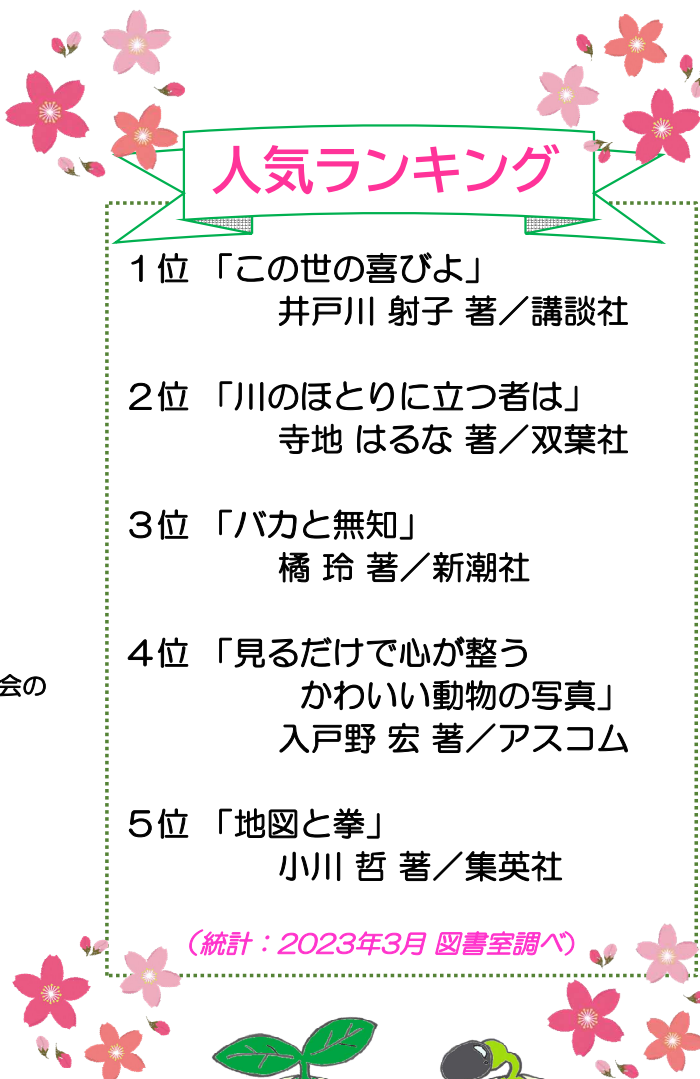 人気ランキング
１位 「この世の喜びよ」
井戸川 射子 著／講談社
２位 「川のほとりに立つ者は」
寺地 はるな 著／双葉社
３位 「バカと無知」
橘 玲 著／新潮社
４位 「見るだけで心が整う
かわいい動物の写真」
入戸野 宏 著／アスコム
会の
５位 「地図と拳」
小川 哲 著／集英社
（統計：2023年3月 図書室調べ）